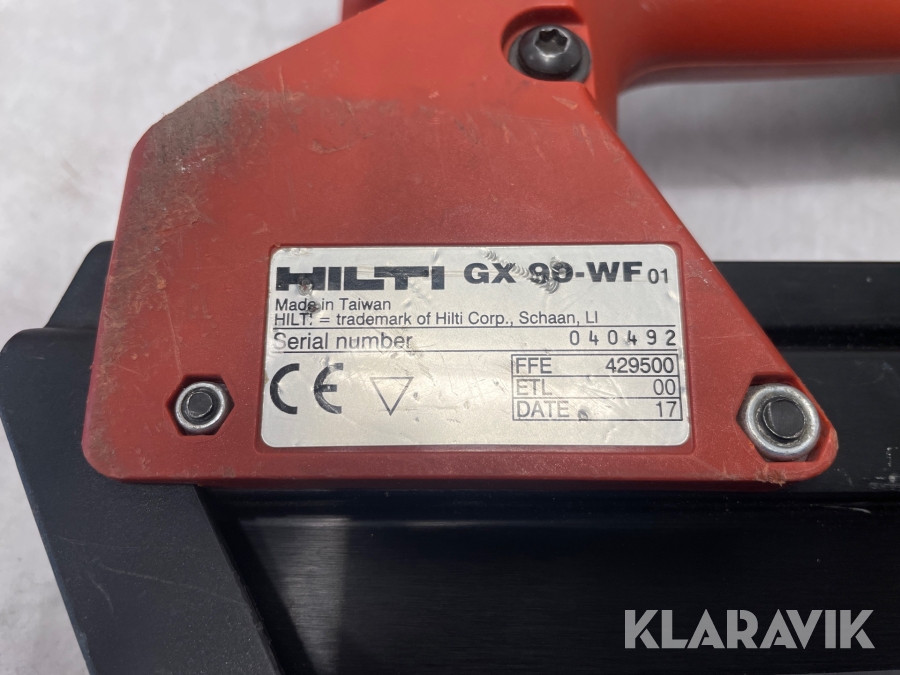 HILTI GX 90-WF 01
Made in Taiwan
HILTI = trademark of Hilti Corp., Schaan, LI
Serial number 040492
CE
FFE 429500
ETL 00
DATE 17
KLARAVIK